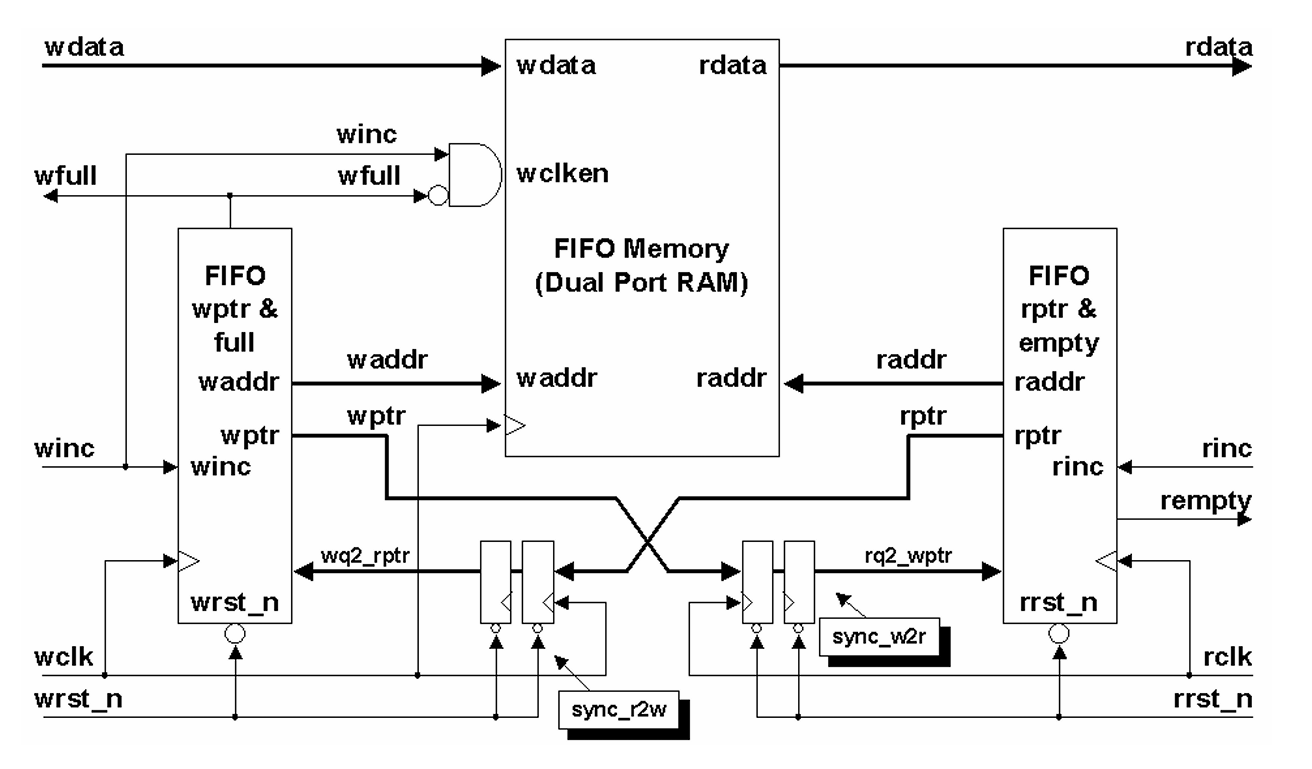 wdata
rdata
wdata
rdata
winc
wfull
wfull
wclken
FIFO Memory
(Dual Port RAM)
FIFO
wptr &
full
FIFO
rptr &
empty
waddr
waddr
waddr
raddr
raddr
raddr
wptr
wptr
rptr
rptr
winc
winc
rinc
rinc
rempty
wq2_rptr
rq2_wptr
wrst_n
rrst_n
sync_w2r
wclk
rclk
wrst_n
sync_r2w
rrst_n